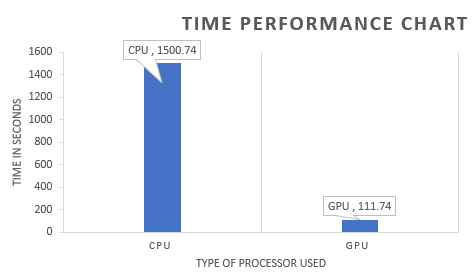 TIME PERFORMANCE CHART
1600
1400
1200
1000
800
600
400
200
0
TIME IN SECONDS
CPU , 1500.74
GPU , 111.74
CPU
GPU
TYPE OF PROCESSOR USED